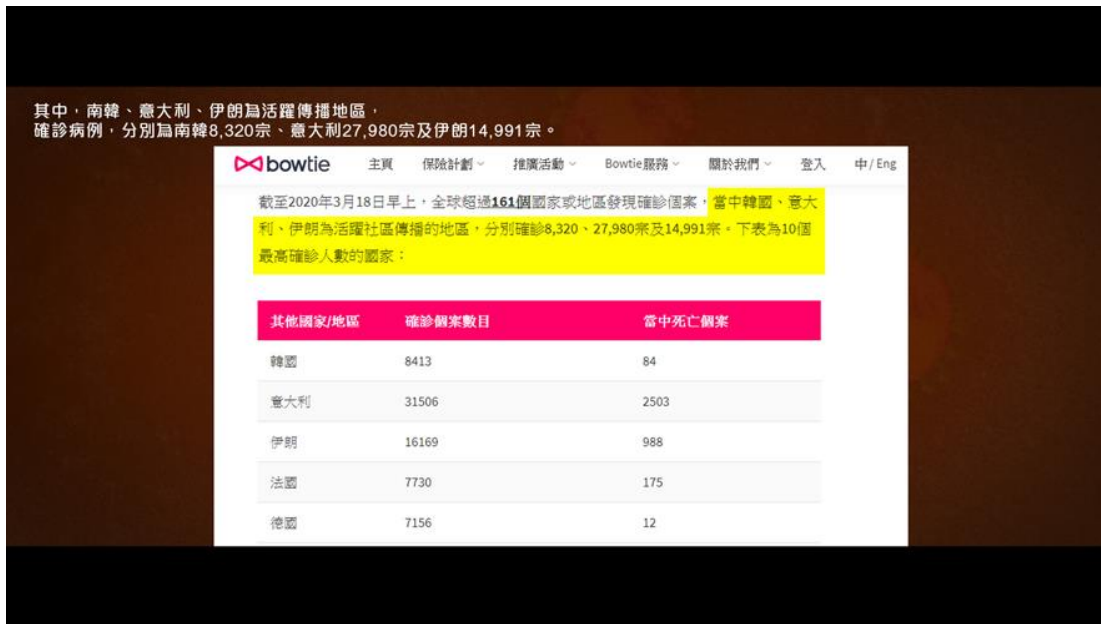 其中，南韓、意大利、伊朗為活躍傳播地區，
確診病例，分別為南韓8,320宗、意大利27,980宗及伊朗14,991宗。
bowtie 主頁 保險計劃 推廣活動 Bowtie服務 關於我們 登入 中/Eng
截至2020年3月18日早上，全球超過161個國家或地區發現確診個案，當中韓國、意大
利、伊朗為活躍社區傳播的地區，分別確診8,320、27,980宗及14,991宗。下表為10個
最高確診人數的國家：
其他國家/地區 確診個案數目 當中死亡個案
韓國 8413 84
意大利 31506 2503
伊朗 16169 988
法國 7730 175
德國 7156 12